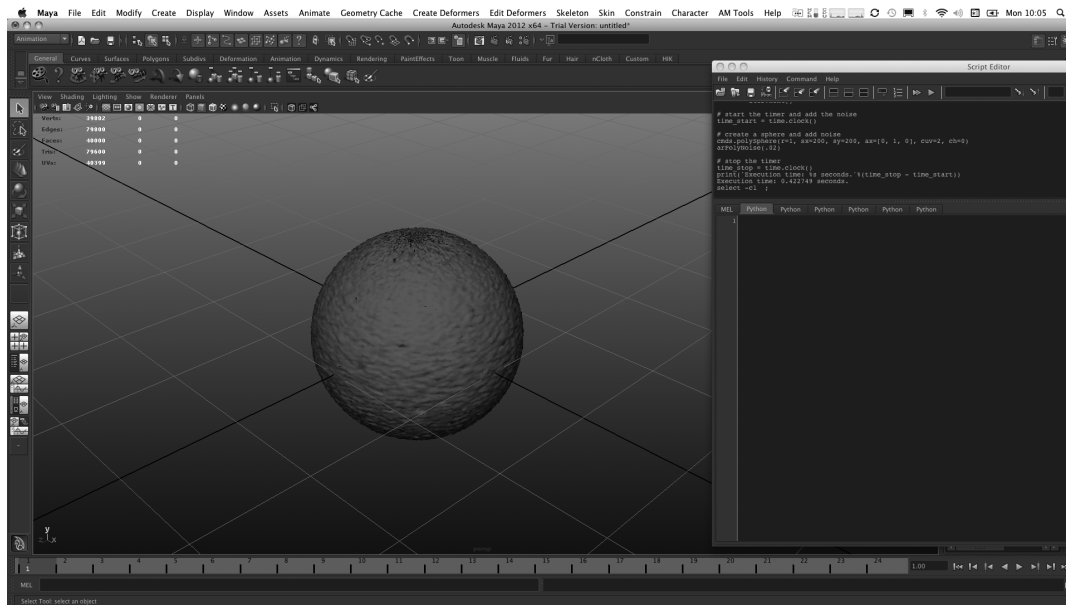 Maya File Edit Modify Create Display Window Assets Animate Geometry Cache Create Deformers Edit Deformers Skeleton Skin Constrain Character AM Tools Help Mon 10:05
Autodesk Maya 2012 x64 – Trial Version: untitled*
Animation
General Curves Surfaces Polygons Subdivs Deformation Animation Dynamics Rendering PaintEffects Toon Muscle Fluids Fur Hair nCloth Custom HIK
Script Editor
File Edit History Command Help
View Shading Lighting Show Renderer Panels
Verts: 39802 0 0
Edges: 79800 0 0
Faces: 40000 0 0
Tris: 79600 0 0
UVs: 40399 0 0
# start the timer and add the noise
time_start = time.clock()
# create a sphere and add noise
cmds.polySphere(r=1, sx=200, sy=200, ax=[0, 1, 0], cuv=2, ch=0)
arPolyNoise(.02)
# stop the timer
time_stop = time.clock()
print('Execution time: %s seconds.'%(time_stop - time_start))
Execution time: 0.422749 seconds.
select -cl ;
MEL Python Python Python Python Python Python
1
y
z x
persp
1 2 3 4 5 6 7 8 9 10 11 12 13 14 15 16 17 18 19 20 21 22 23 24
1
1.00
MEL
Select Tool: select an object